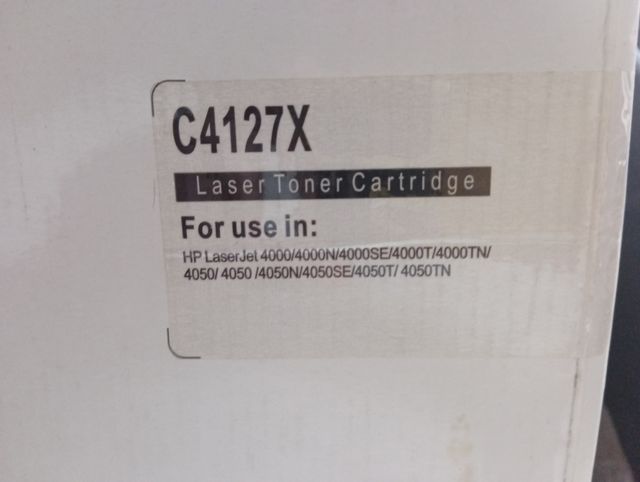 C4127X
Laser Toner Cartridge
For use in:
HP LaserJet 4000/4000N/4000SE/4000T/4000TN/
4050/ 4050 /4050N/4050SE/4050T/ 4050TN